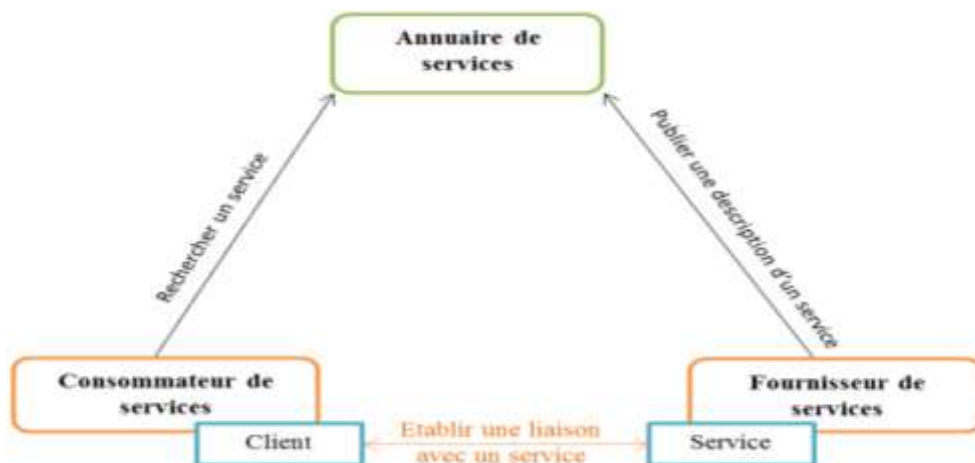 Annuaire de
services
Rechercher un service
Publier une description d'un service
Consommateur de
services
Fournisseur de
services
Client
Etablir une liaison
avec un service
Service